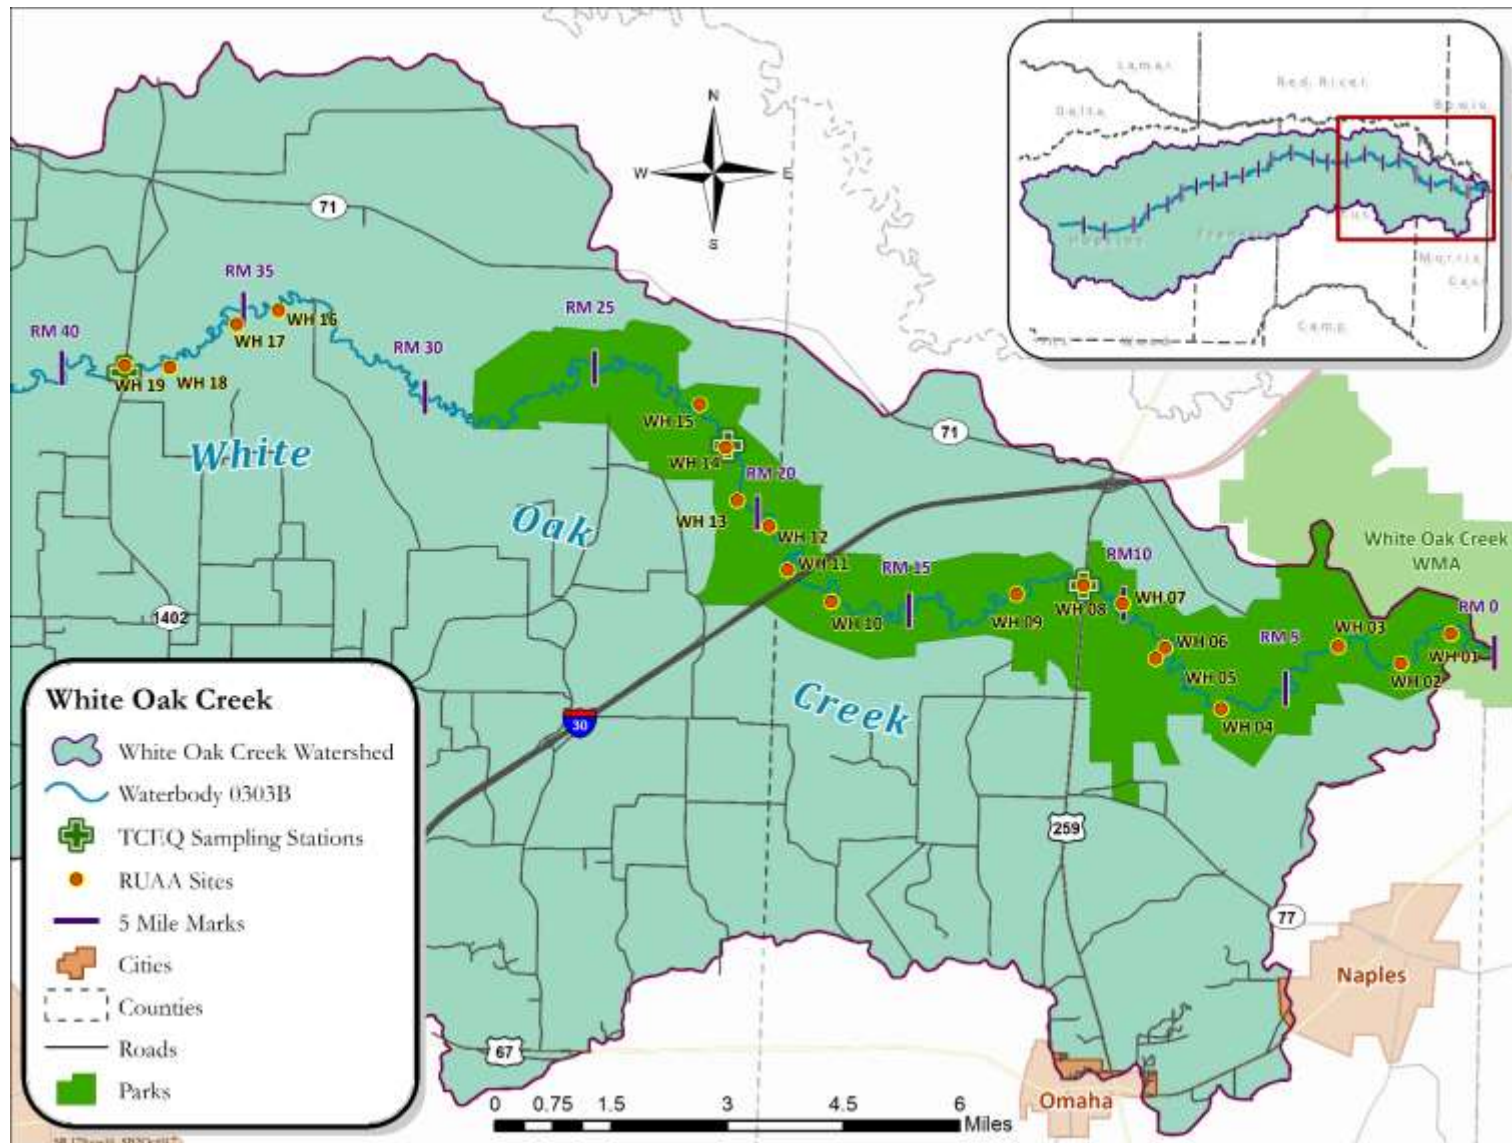 N
W
E
S
Lamar
Red River
Delta
Bowie
Hopkins
Franklin
Morris
Cass
Camp
Wood
71
RM 35
RM 25
RM 40
WH 16
WH 17
RM 30
WH 19
WH 18
WH 15
71
White
WH 14
RM 20
WH 13
Oak
WH 12
White Oak Creek
WMA
RM10
WH 11
RM 15
WH 07
RM 0
WH 08
1402
WH 10
WH 09
WH 03
WH 06
RM 5
WH 01
WH 05
WH 02
Creek
WH 04
30
259
77
Naples
67
Omaha
White Oak Creek
White Oak Creek Watershed
Waterbody 0303B
TCEQ Sampling Stations
RUAA Sites
5 Mile Marks
Cities
Counties
Roads
Parks
0 0.75 1.5 3 4.5 6
Miles